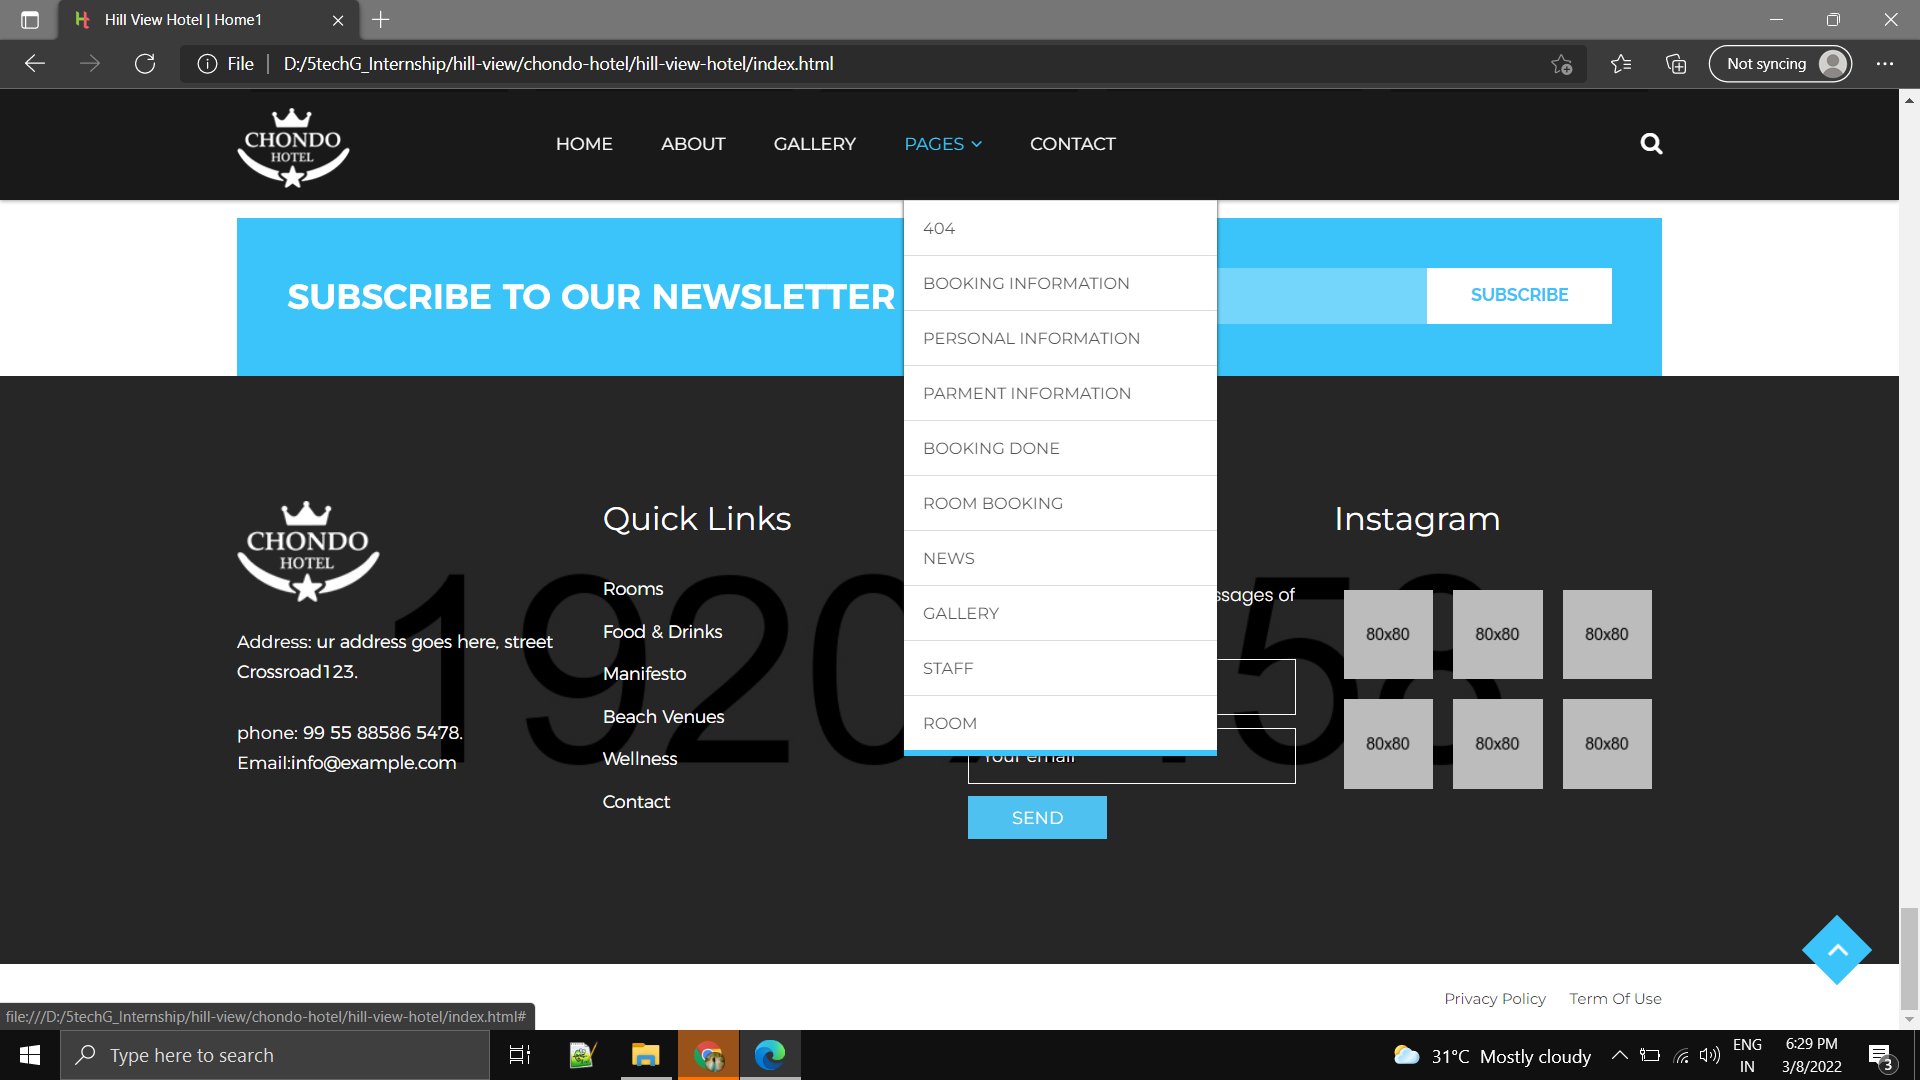 Hill View Hotel | Home1
File
D:/5techG_Internship/hill-view/chondo-hotel/hill-view-hotel/index.html
Not syncing
CHONDO
HOTEL
HOME
ABOUT
GALLERY
PAGES
CONTACT
SUBSCRIBE TO OUR NEWSLETTER
SUBSCRIBE
404
BOOKING INFORMATION
PERSONAL INFORMATION
PARMENT INFORMATION
BOOKING DONE
ROOM BOOKING
NEWS
GALLERY
STAFF
ROOM
CHONDO
HOTEL
Address: ur address goes here, street
Crossroad123.
phone: 99 55 88586 5478.
Email:info@example.com
Quick Links
Rooms
Food & Drinks
Manifesto
Beach Venues
Wellness
Contact
of
Your email
SEND
Instagram
80x80 80x80 80x80
80x80 80x80 80x80
Privacy Policy Term Of Use
file:///D:/5techG_Internship/hill-view/chondo-hotel/hill-view-hotel/index.html#
Type here to search
31°C Mostly cloudy
ENG
IN
6:29 PM
3/8/2022
3